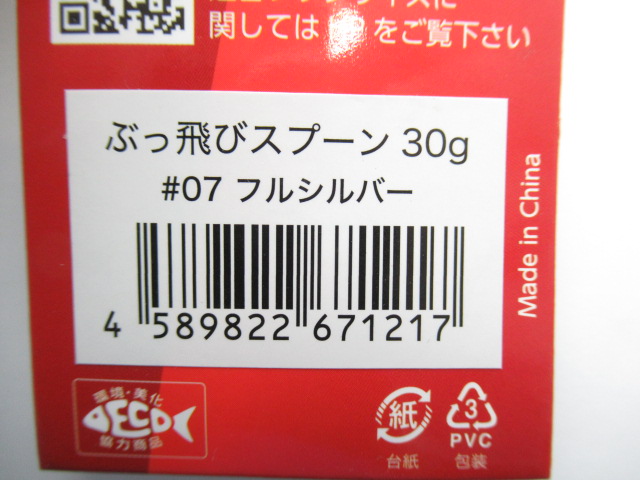 関しては
をご覧下さい
ぶっ飛びスプーン 30g
#07 フルシルバー
4 589822 671217
Made in China
環境・美化
DECO
協力商品
紙
台紙
3
PVC
包装